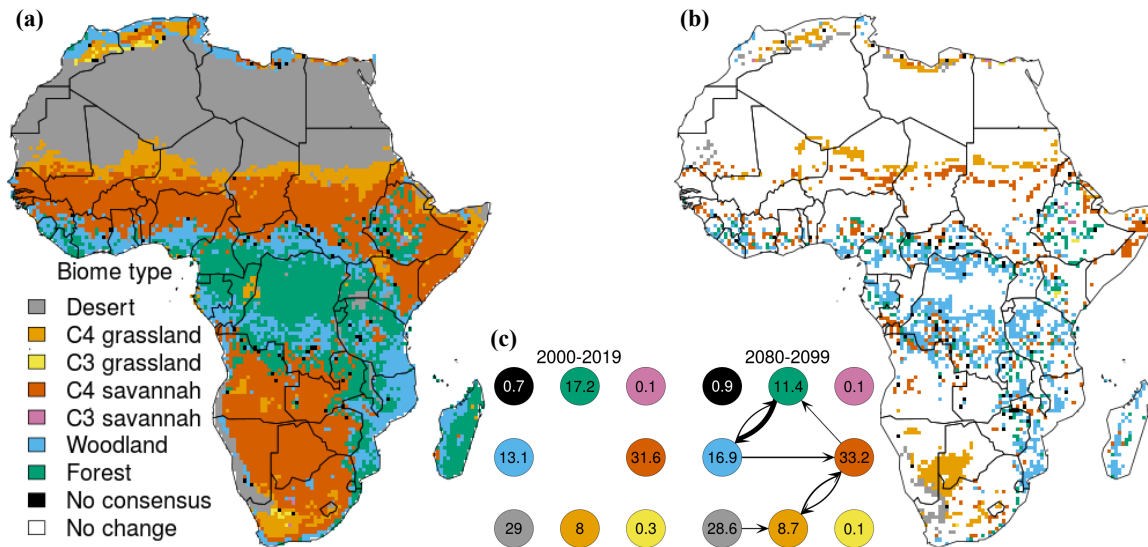 (a)
(b)
Biome type
Desert
C4 grassland
C3 grassland
C4 savannah
C3 savannah
Woodland
Forest
No consensus
No change
(c)
2000-2019
2080-2099
0.7 17.2 0.1
0.9 11.4 0.1
13.1 31.6
16.9 33.2
29 8 0.3
28.6 8.7 0.1